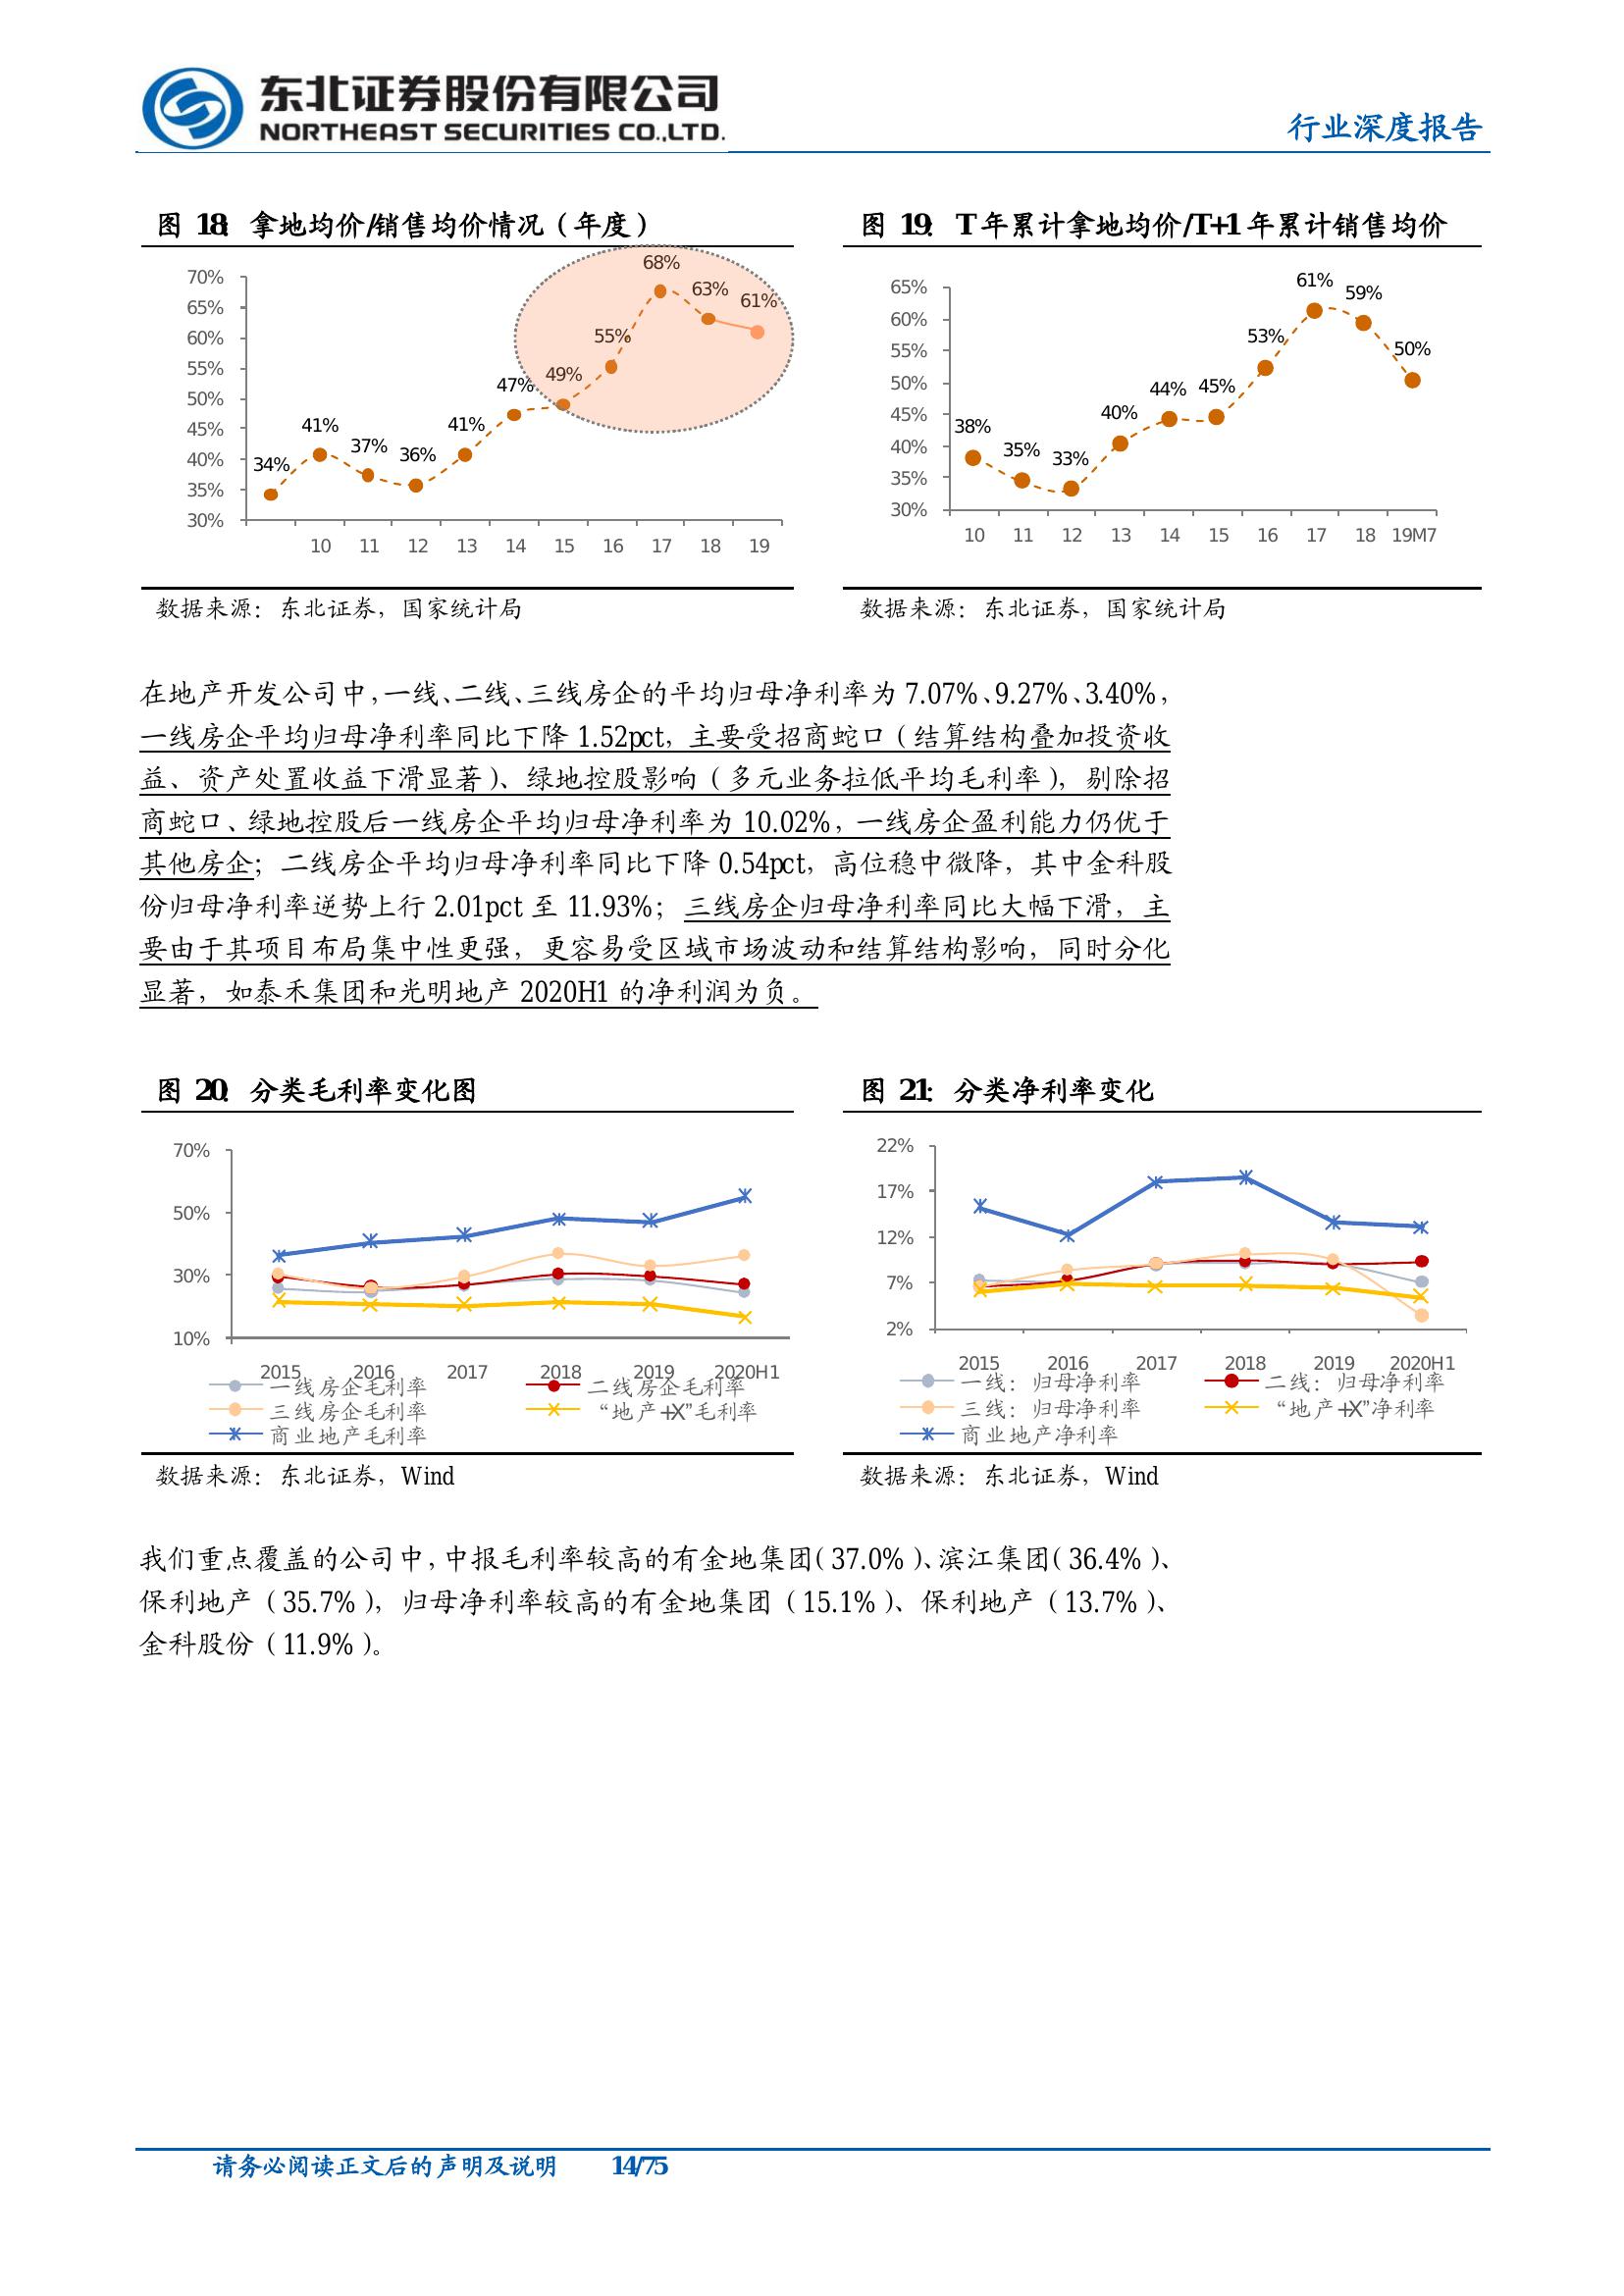 东北证券股份有限公司
NORTHEAST SECURITIES CO.,LTD.
行业深度报告
图 18：拿地均价/销售均价情况（年度）
70%
65%
60%
55%
50%
45%
40%
35%
30%
34%
41%
37%
36%
41%
47%
49%
55%
68%
63%
61%
10 11 12 13 14 15 16 17 18 19
数据来源：东北证券，国家统计局
图 19：T 年累计拿地均价/T+1 年累计销售均价
65%
60%
55%
50%
45%
40%
35%
30%
38%
35%
33%
40%
44%
45%
53%
61%
59%
50%
10 11 12 13 14 15 16 17 18 19M7
数据来源：东北证券，国家统计局
在地产开发公司中，一线、二线、三线房企的平均归母净利率为 7.07%、9.27%、3.40%，
一线房企平均归母净利率同比下降 1.52pct，主要受招商蛇口（结算结构叠加投资收
益、资产处置收益下滑显著）、绿地控股影响（多元业务拉低平均毛利率），剔除招
商蛇口、绿地控股后一线房企平均归母净利率为 10.02%，一线房企盈利能力仍优于
其他房企；二线房企平均归母净利率同比下降 0.54pct，高位稳中微降，其中金科股
份归母净利率逆势上行 2.01pct 至 11.93%；三线房企归母净利率同比大幅下滑，主
要由于其项目布局集中性更强，更容易受区域市场波动和结算结构影响，同时分化
显著，如泰禾集团和光明地产 2020H1 的净利润为负。
图 20：分类毛利率变化图
70%
50%
30%
10%
2015 2016 2017 2018 2019 2020H1
一线房企毛利率 二线房企毛利率
三线房企毛利率 “地产+X”毛利率
商业地产毛利率
数据来源：东北证券，Wind
图 21：分类净利率变化
22%
17%
12%
7%
2%
2015 2016 2017 2018 2019 2020H1
一线：归母净利率 二线：归母净利率
三线：归母净利率 “地产+X”净利率
商业地产净利率
数据来源：东北证券，Wind
我们重点覆盖的公司中，中报毛利率较高的有金地集团（37.0%）、滨江集团（36.4%）、
保利地产（35.7%），归母净利率较高的有金地集团（15.1%）、保利地产（13.7%）、
金科股份（11.9%）。
请务必阅读正文后的声明及说明 14/75